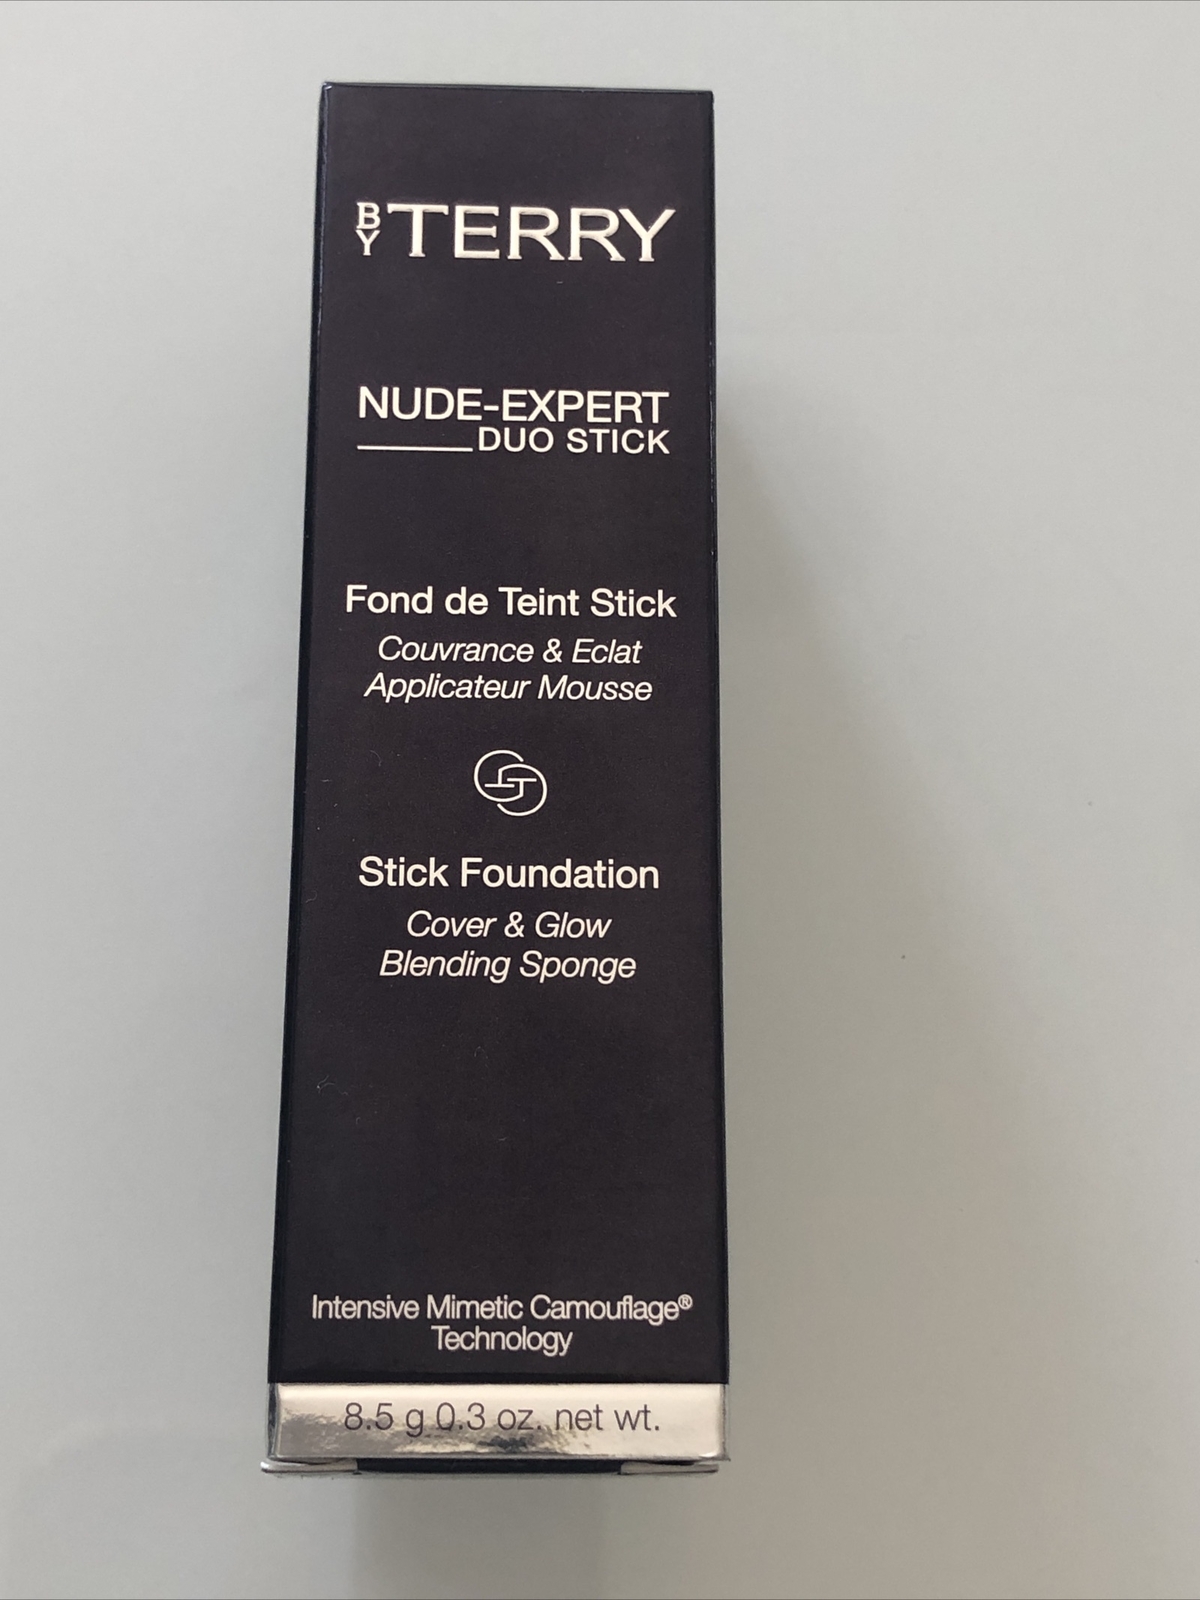 BY TERRY
NUDE-EXPERT
DUO STICK
Fond de Teint Stick
Couvrance & Eclat
Applicateur Mousse
Stick Foundation
Cover & Glow
Blending Sponge
Intensive Mimetic Camouflage®
Technology
8.5 g 0.3 oz. net wt.